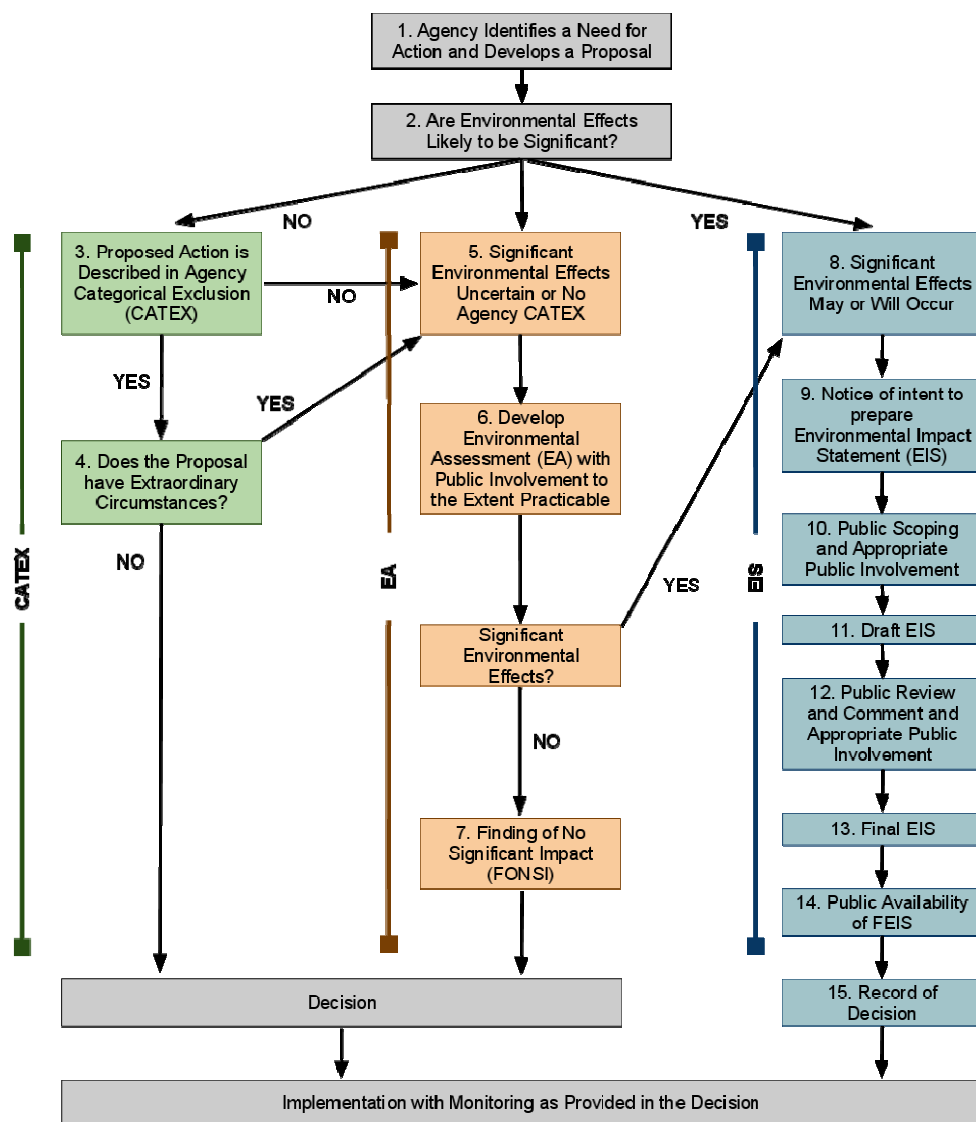 1. Agency Identifies a Need for
Action and Develops a Proposal
2. Are Environmental Effects
Likely to be Significant?
NO
YES
3. Proposed Action is
Described in Agency
Categorical Exclusion
(CATEX)
NO
5. Significant
Environmental Effects
Uncertain or No
Agency CATEX
8. Significant
Environmental Effects
May or Will Occur
YES
YES
4. Does the Proposal
have Extraordinary
Circumstances?
6. Develop
Environmental
Assessment (EA) with
Public Involvement to
the Extent Practicable
9. Notice of intent to
prepare
Environmental Impact
Statement (EIS)
NO
YES
10. Public Scoping
and Appropriate
Public Involvement
CATEX
EA
EIS
Significant
Environmental
Effects?
11. Draft EIS
NO
12. Public Review
and Comment and
Appropriate Public
Involvement
7. Finding of No
Significant Impact
(FONSI)
13. Final EIS
14. Public Availability
of FEIS
Decision
15. Record of
Decision
Implementation with Monitoring as Provided in the Decision